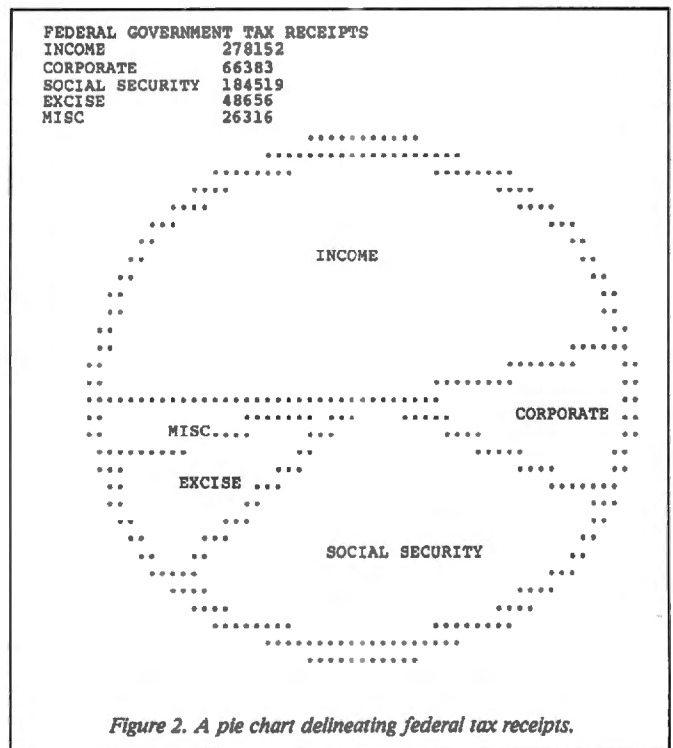 FEDERAL GOVERNMENT TAX RECEIPTS
INCOME 278152
CORPORATE 66383
SOCIAL SECURITY 184519
EXCISE 48656
MISC 26316
INCOME
CORPORATE
MISC
EXCISE
SOCIAL SECURITY
Figure 2. A pie chart delineating federal tax receipts.